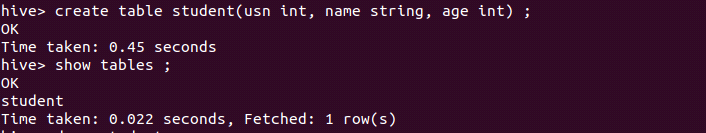 hive> create table student(usn int, name string, age int) ;
OK
Time taken: 0.45 seconds
hive> show tables ;
OK
student
Time taken: 0.022 seconds, Fetched: 1 row(s)